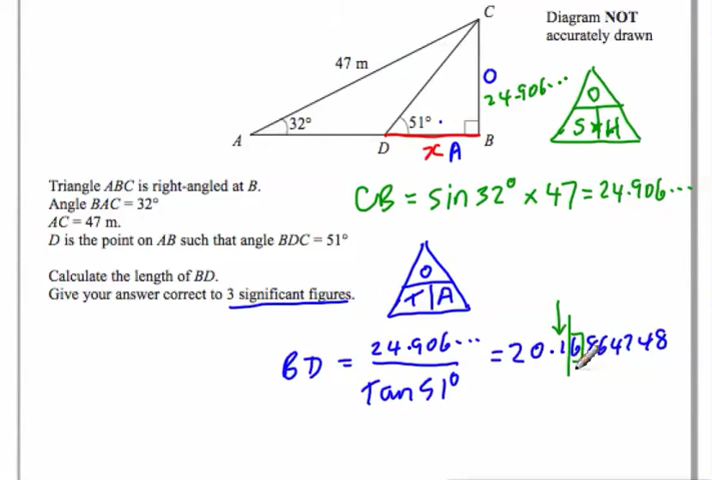 C
Diagram NOT
accurately drawn
47 m
O
24.906...
O
S H
32°
51°
A
D
x A
B
Triangle ABC is right-angled at B.
Angle BAC = 32°
AC = 47 m.
D is the point on AB such that angle BDC = 51°
CB = sin 32° × 47 = 24.906...
Calculate the length of BD.
Give your answer correct to 3 significant figures.
O
T A
BD = 24.906... / Tan 51° = 20.16864748